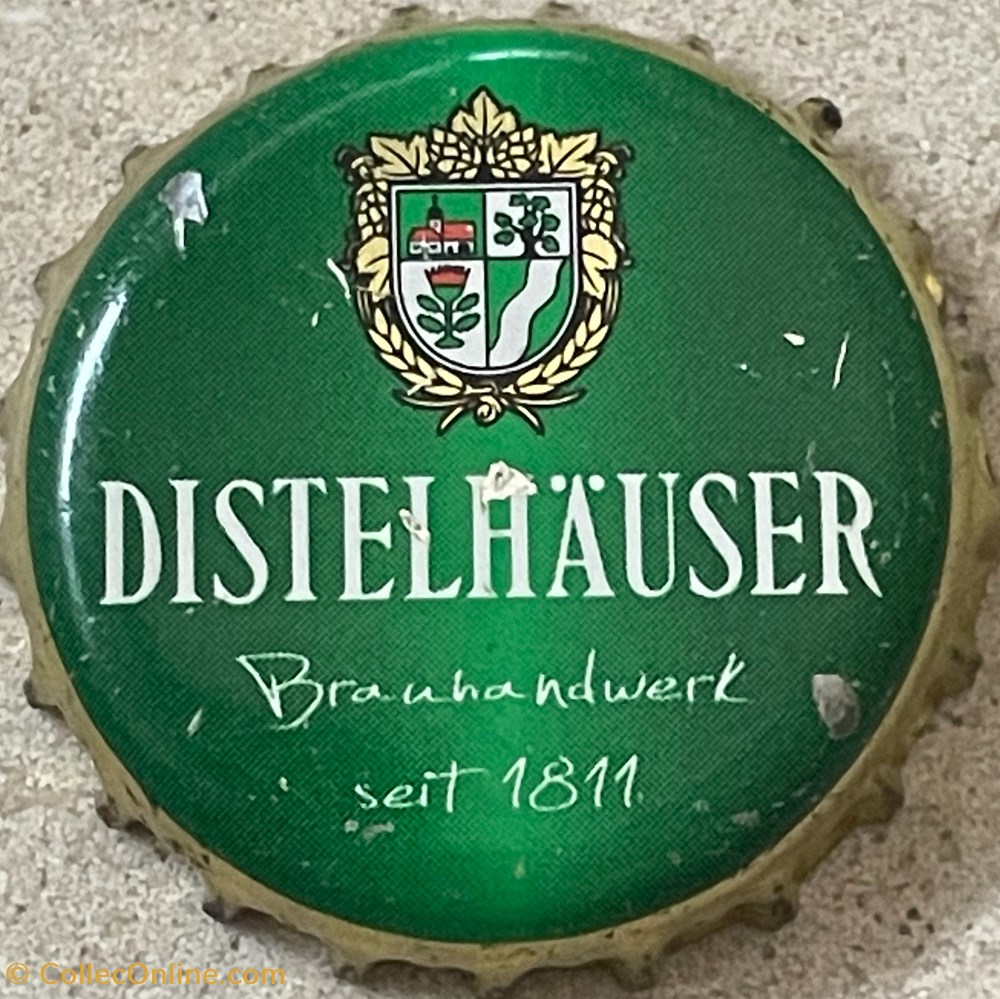 DISTELHÄUSER
Brauhandwerk
seit 1811
© CollecOnline.com